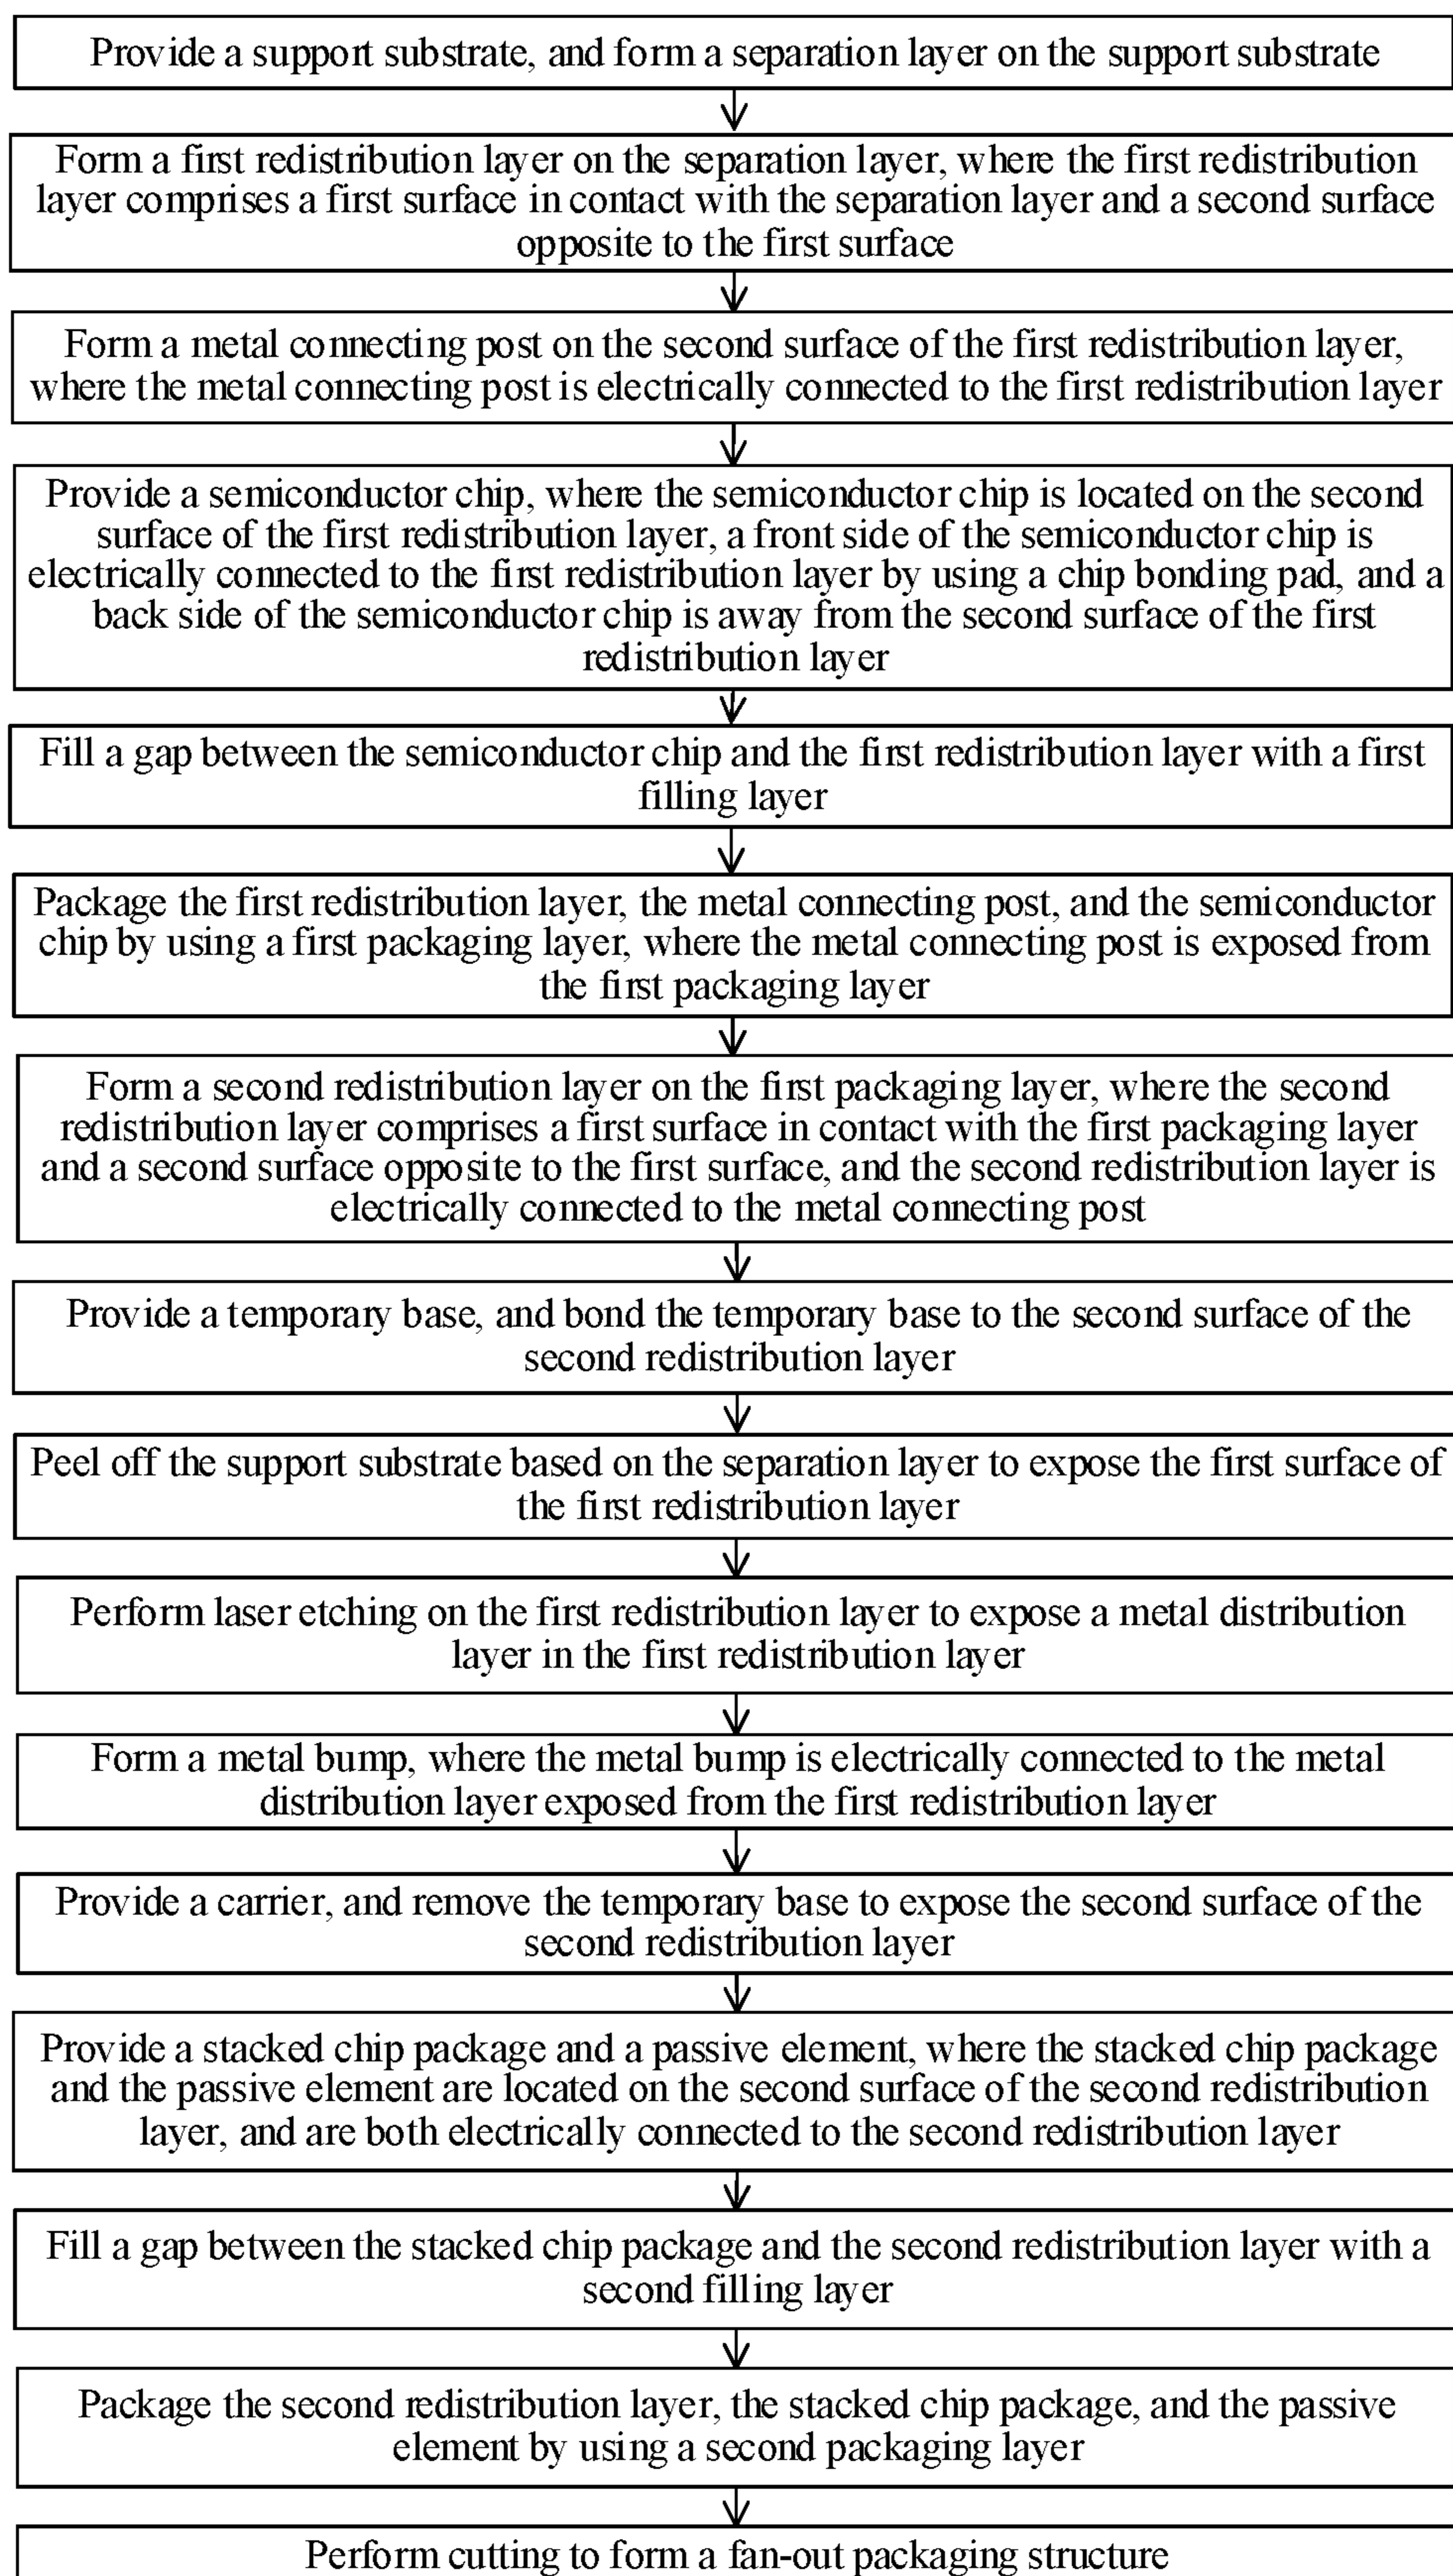 Provide a support substrate, and form a separation layer on the support substrate
Form a first redistribution layer on the separation layer, where the first redistribution
layer comprises a first surface in contact with the separation layer and a second surface
opposite to the first surface
Form a metal connecting post on the second surface of the first redistribution layer,
where the metal connecting post is electrically connected to the first redistribution layer
Provide a semiconductor chip, where the semiconductor chip is located on the second
surface of the first redistribution layer, a front side of the semiconductor chip is
electrically connected to the first redistribution layer by using a chip bonding pad, and a
back side of the semiconductor chip is away from the second surface of the first
redistribution layer
Fill a gap between the semiconductor chip and the first redistribution layer with a first
filling layer
Package the first redistribution layer, the metal connecting post, and the semiconductor
chip by using a first packaging layer, where the metal connecting post is exposed from
the first packaging layer
Form a second redistribution layer on the first packaging layer, where the second
redistribution layer comprises a first surface in contact with the first packaging layer
and a second surface opposite to the first surface, and the second redistribution layer is
electrically connected to the metal connecting post
Provide a temporary base, and bond the temporary base to the second surface of the
second redistribution layer
Peel off the support substrate based on the separation layer to expose the first surface of
the first redistribution layer
Perform laser etching on the first redistribution layer to expose a metal distribution
layer in the first redistribution layer
Form a metal bump, where the metal bump is electrically connected to the metal
distribution layer exposed from the first redistribution layer
Provide a carrier, and remove the temporary base to expose the second surface of the
second redistribution layer
Provide a stacked chip package and a passive element, where the stacked chip package
and the passive element are located on the second surface of the second redistribution
layer, and are both electrically connected to the second redistribution layer
Fill a gap between the stacked chip package and the second redistribution layer with a
second filling layer
Package the second redistribution layer, the stacked chip package, and the passive
element by using a second packaging layer
Perform cutting to form a fan-out packaging structure